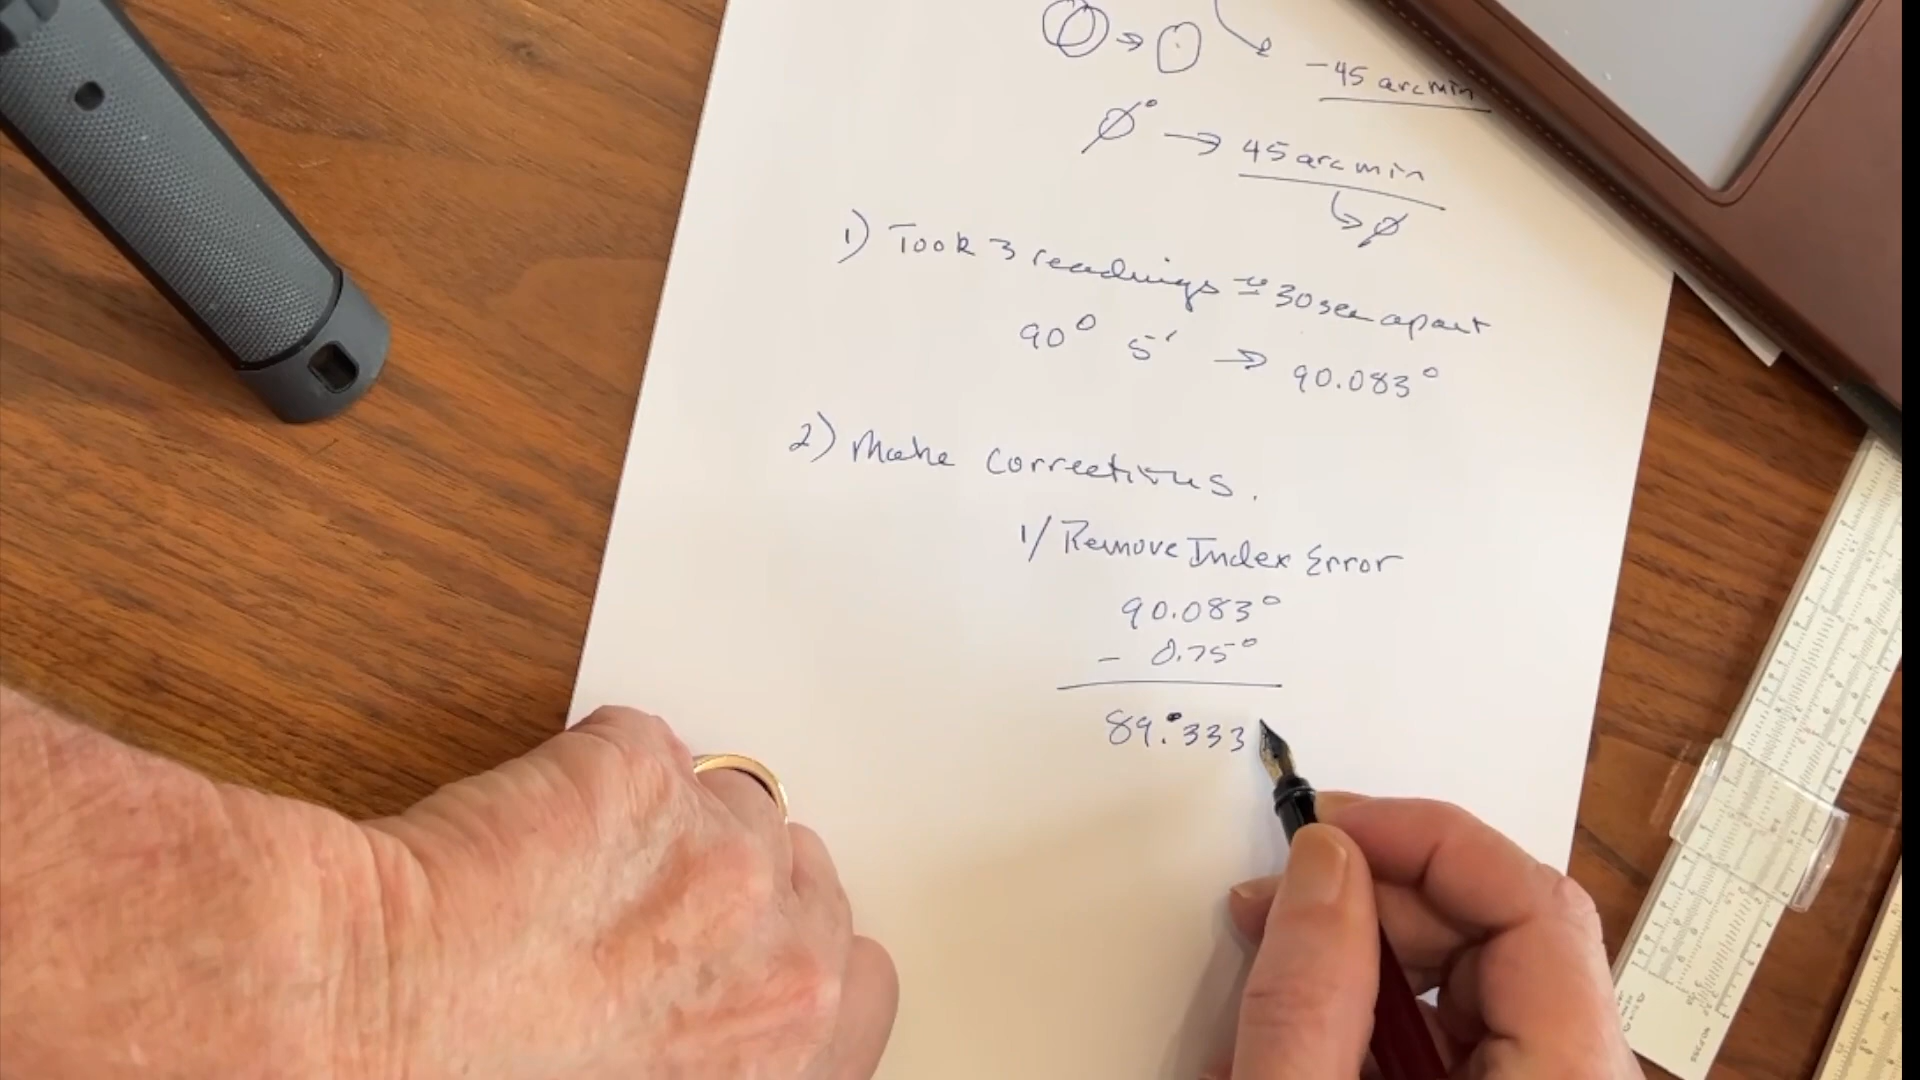 -45 arcmin
∅° → 45 arcmin
↳ ∅
1) Took 3 readings ≃ 30 sec apart
90° 5' → 90.083°
2) Make corrections.
1/ Remove Index Error
90.083°
- 0.75°
89.333